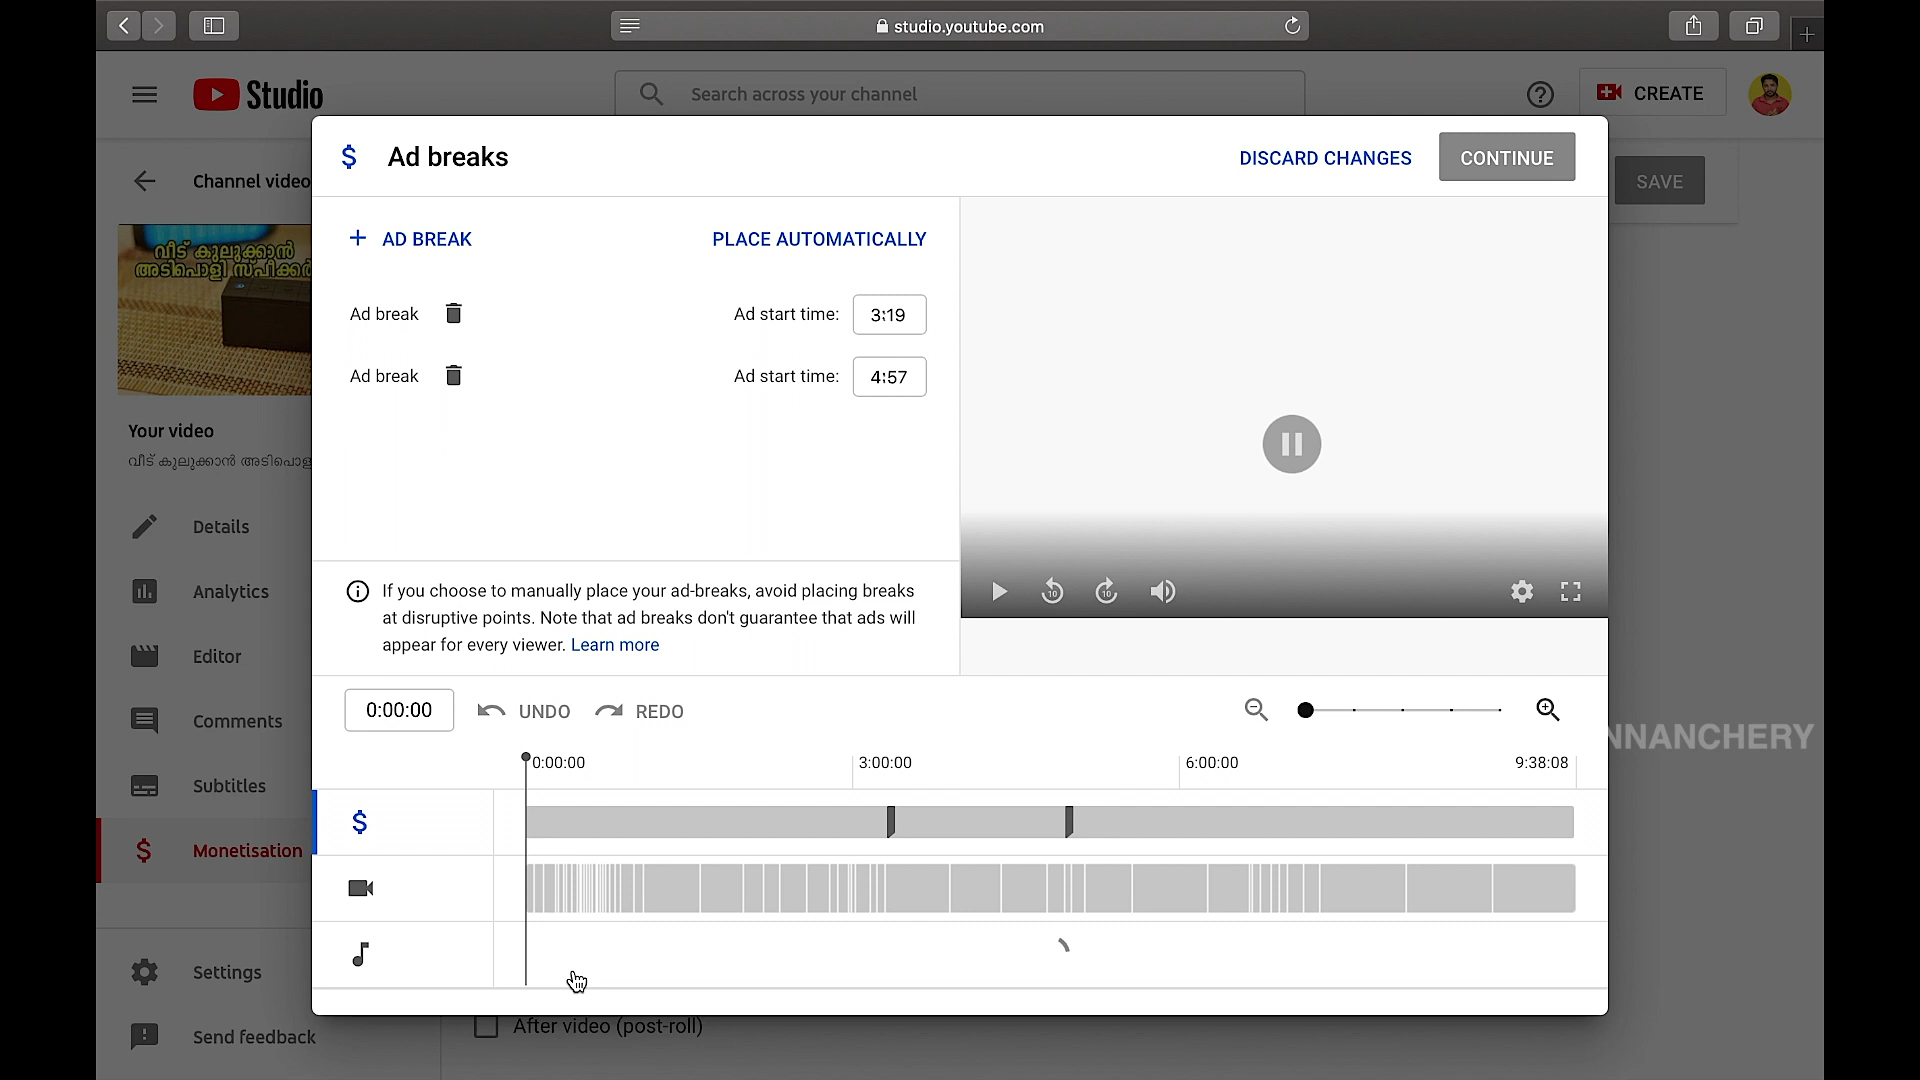 studio.youtube.com
Studio
Search across your channel
CREATE
Ad breaks
DISCARD CHANGES
CONTINUE
Channel video
SAVE
AD BREAK
PLACE AUTOMATICALLY
വീട് കുലുക്കാൻ
അടിപൊളി സ്പീക്കർ
Ad break
Ad start time:
3:19
Ad break
Ad start time:
4:57
Your video
വീട് കുലുക്കാൻ അടിപൊള
Details
Analytics
Editor
Comments
Subtitles
Monetisation
Settings
Send feedback
If you choose to manually place your ad-breaks, avoid placing breaks
at disruptive points. Note that ad breaks don't guarantee that ads will
appear for every viewer. Learn more
10
10
0:00:00
UNDO
REDO
NNANCHERY
0:00:00
3:00:00
6:00:00
9:38:08
After video (post-roll)